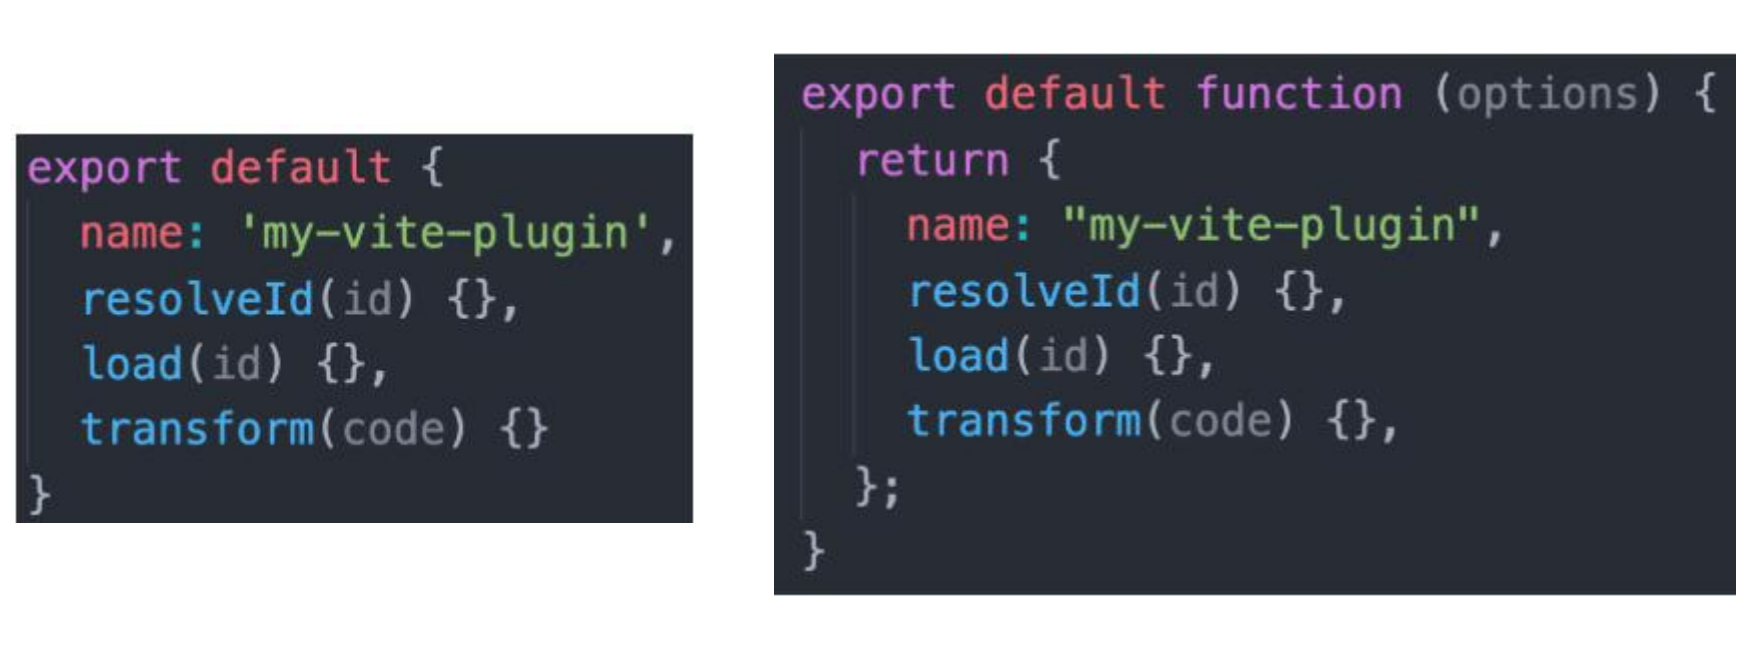 export default {
  name: 'my-vite-plugin',
  resolveId(id) {},
  load(id) {},
  transform(code) {}
}
export default function (options) {
  return {
    name: "my-vite-plugin",
    resolveId(id) {},
    load(id) {},
    transform(code) {},
  };
}